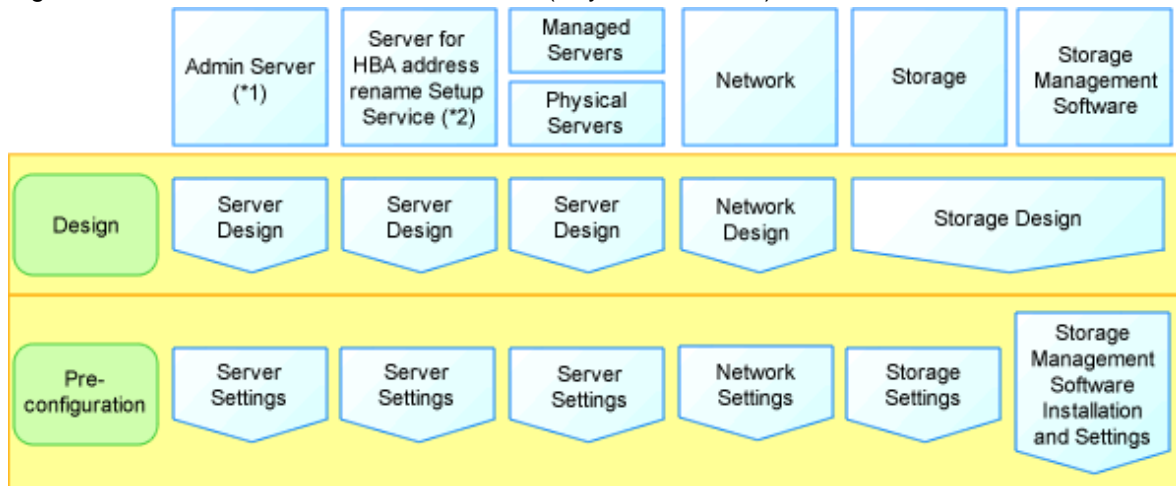 Admin Server
(*1)
Server for
HBA address
rename Setup
Service (*2)
Managed
Servers
Physical
Servers
Network
Storage
Storage
Management
Software
Design
Server
Design
Server
Design
Server
Design
Network
Design
Storage Design
Pre-
configuration
Server
Settings
Server
Settings
Server
Settings
Network
Settings
Storage
Settings
Storage
Management
Software
Installation
and Settings